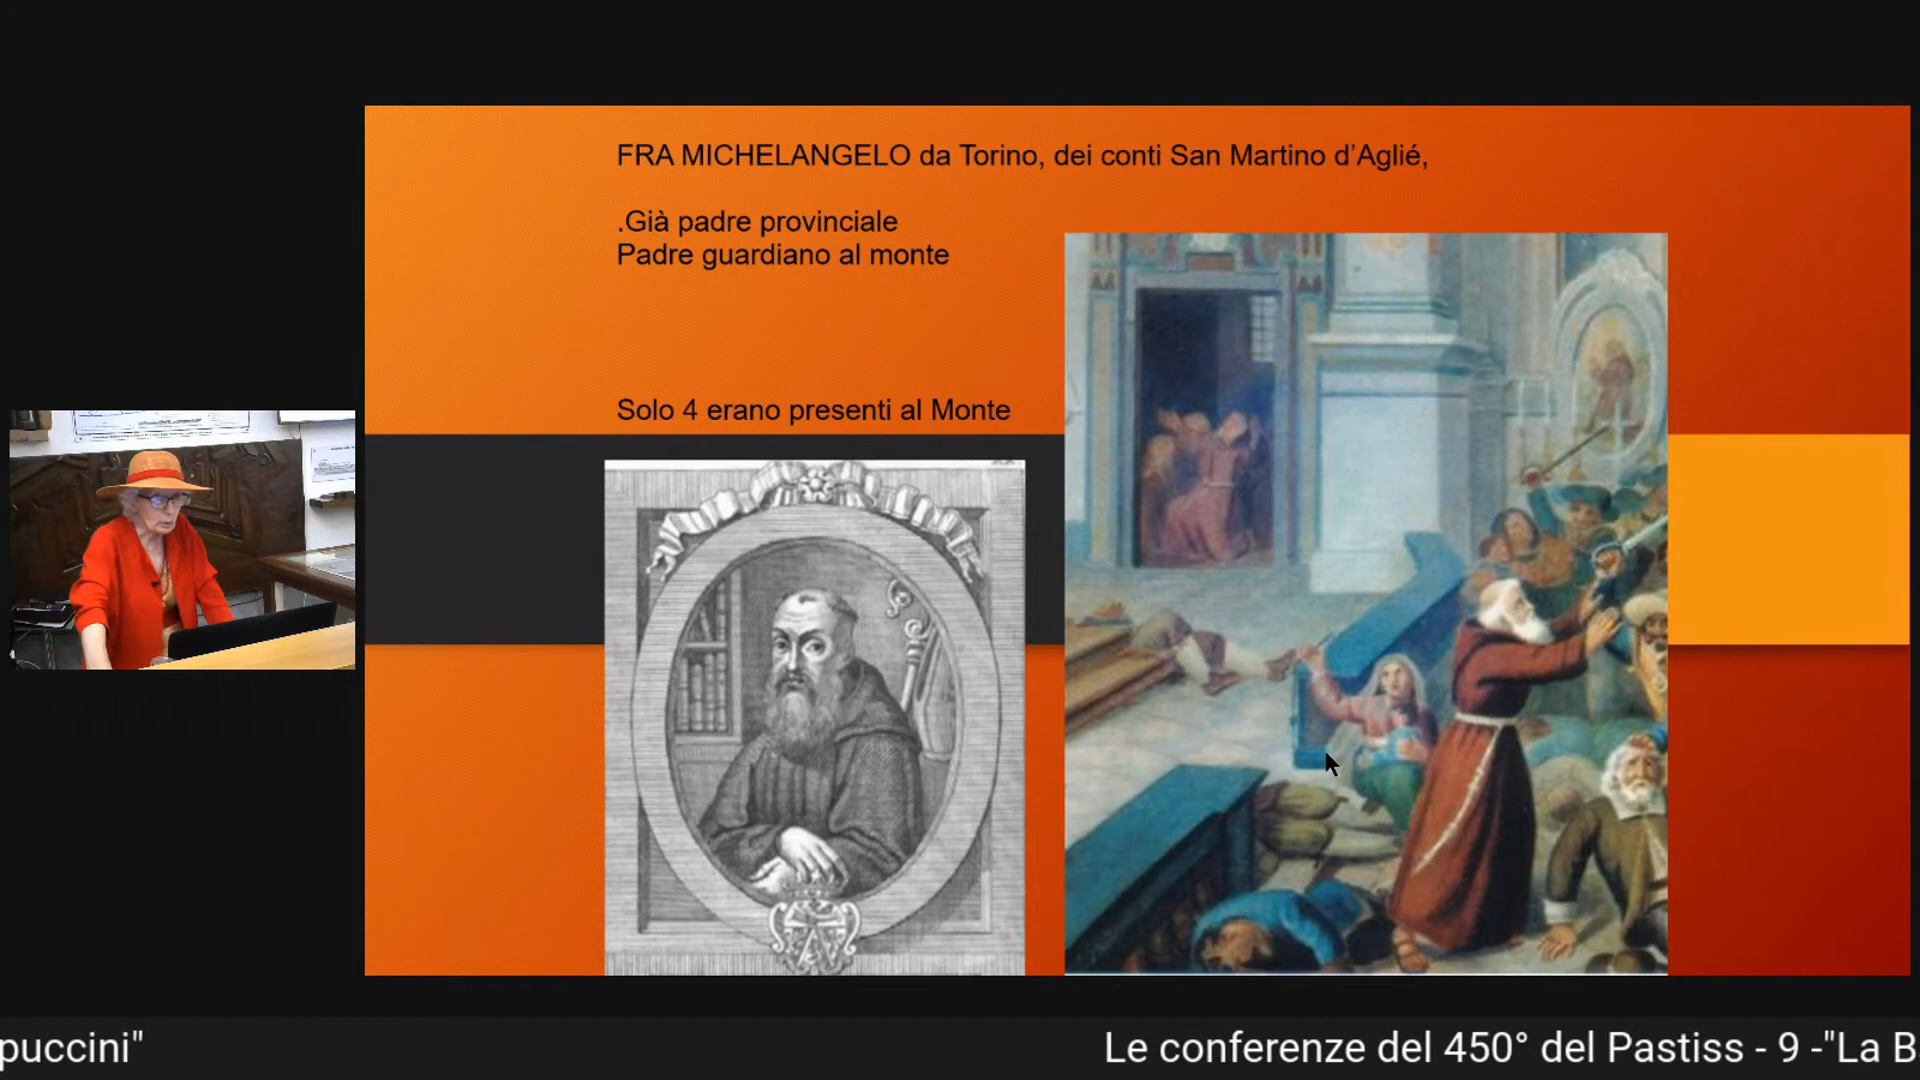 FRA MICHELANGELO da Torino, dei conti San Martino d'Aglié,
.Già padre provinciale
Padre guardiano al monte
Solo 4 erano presenti al Monte
puccini"
Le conferenze del 450° del Pastiss - 9 -"La B